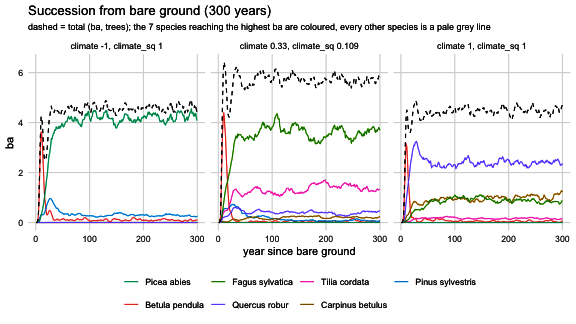 Succession from bare ground (300 years)
dashed = total (ba, trees); the 7 species reaching the highest ba are coloured, every other species is a pale grey line
climate -1, climate_sq 1
climate 0.33, climate_sq 0.109
climate 1, climate_sq 1
ba
6
4
2
0
0 100 200 300
0 100 200 300
0 100 200 300
year since bare ground
Picea abies Fagus sylvatica Tilia cordata Pinus sylvestris
Betula pendula Quercus robur Carpinus betulus